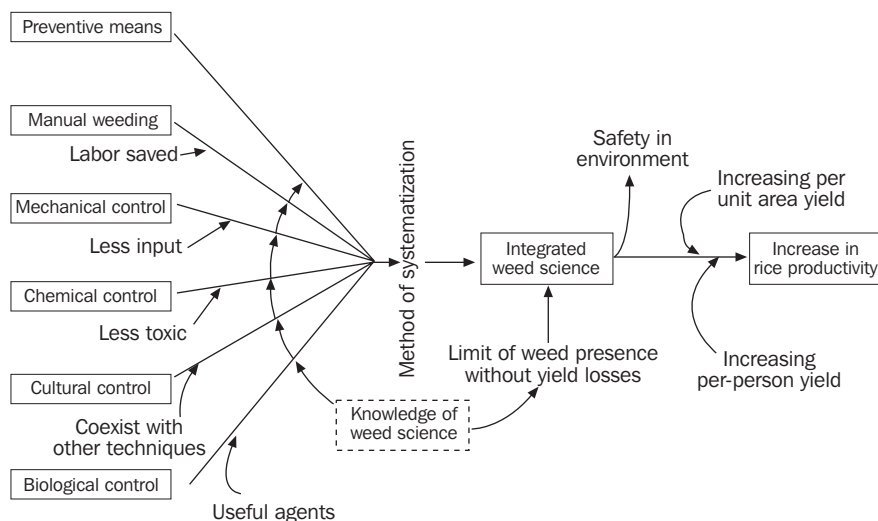 Preventive means
Manual weeding
Labor saved
Mechanical control
Less input
Chemical control
Less toxic
Cultural control
Coexist with
other techniques
Biological control
Useful agents
Method of systematization
Knowledge of
weed science
Integrated
weed science
Limit of weed presence
without yield losses
Safety in
environment
Increasing per
unit area yield
Increasing
per-person yield
Increase in
rice productivity